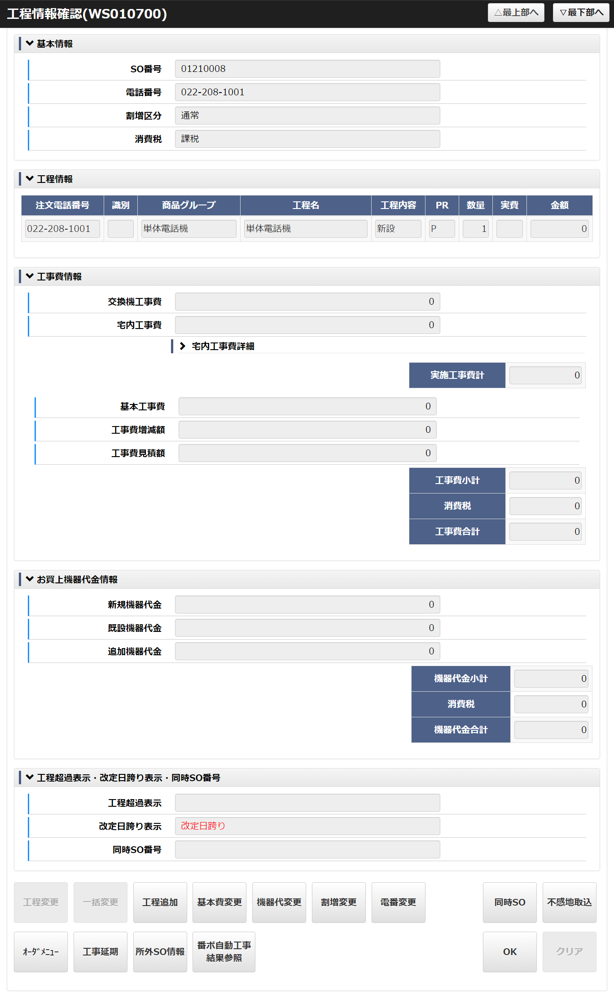 工程情報確認(WS010700)
△最上部へ
▽最下部へ
基本情報
SO番号 01210008
電話番号 022-208-1001
割増区分 通常
消費税 課税
工程情報
注文電話番号 識別 商品グループ 工程名 工程内容 PR 数量 実費 金額
022-208-1001 単体電話機 単体電話機 新設 P 1 0
工事費情報
交換機工事費 0
宅内工事費 0
宅内工事費詳細
実施工事費計 0
基本工事費 0
工事費増減額 0
工事費見積額 0
工事費小計 0
消費税 0
工事費合計 0
お買上機器代金情報
新規機器代金 0
既設機器代金 0
追加機器代金 0
機器代金小計 0
消費税 0
機器代金合計 0
工程超過表示・改定日跨り表示・同時SO番号
工程超過表示
改定日跨り表示 改定日跨り
同時SO番号
工程変更 一括変更 工程追加 基本費変更 機器代変更 割増変更 電番変更 同時SO 不感地取込
ｵｰﾀﾞﾒﾆｭｰ 工事延期 所外SO情報 番ポ自動工事
結果参照 OK クリア